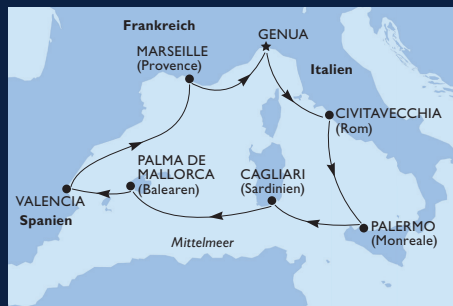 Frankreich
MARSEILLE
(Provence)
GENUA
Italien
CIVITAVECCHIA
(Rom)
PALMA DE
MALLORCA
(Balearen)
CAGLIARI
(Sardinien)
VALENCIA
Spanien
PALERMO
(Monreale)
Mittelmeer